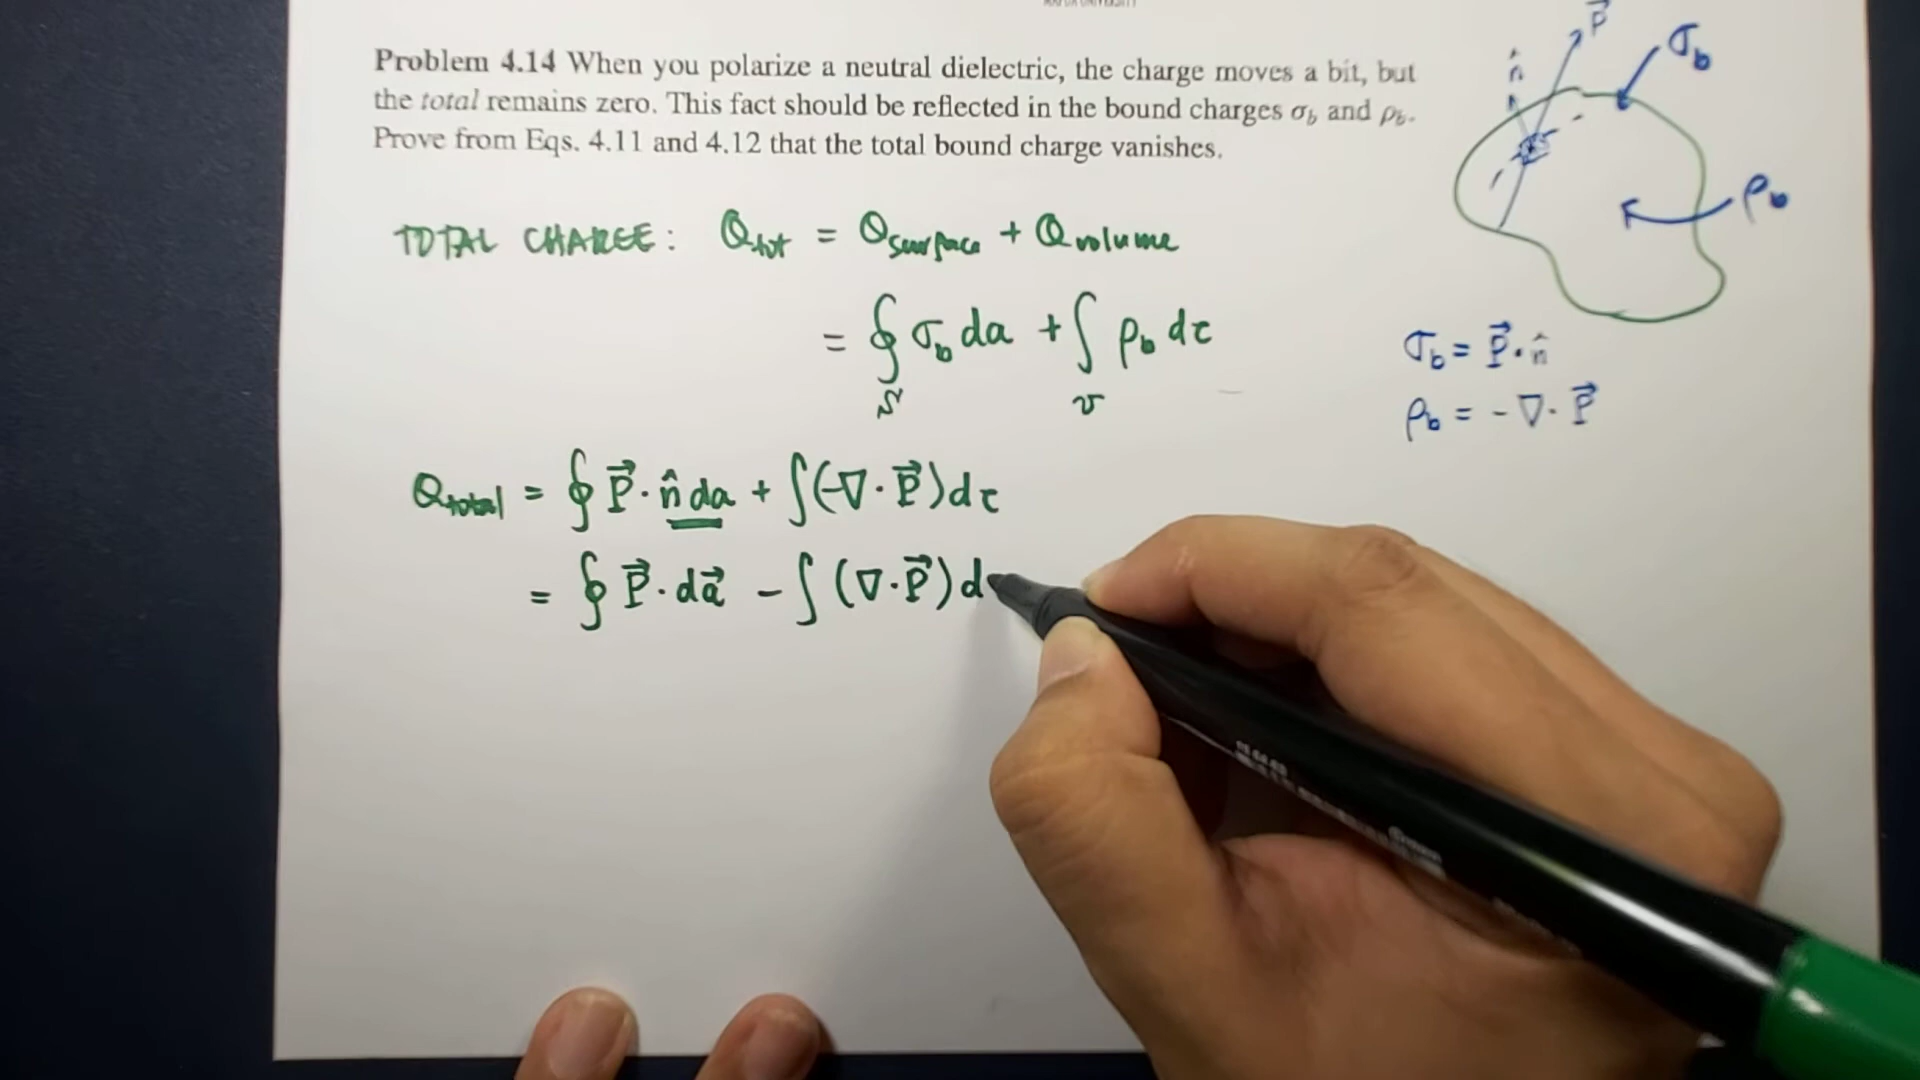 Problem 4.14 When you polarize a neutral dielectric, the charge moves a bit, but
the total remains zero. This fact should be reflected in the bound charges σ_b and ρ_b.
Prove from Eqs. 4.11 and 4.12 that the total bound charge vanishes.
TOTAL CHARGE: Q_tot = Q_surface + Q_volume
= ∮_S σ_b da + ∫_v ρ_b dτ
Q_total = ∮ P⃗ · n̂ da + ∫(-∇ · P⃗)dτ
= ∮ P⃗ · da⃗ - ∫ (∇·P⃗) d
n̂
P⃗
σ_b
ρ_b
σ_b = P⃗ · n̂
ρ_b = - ∇ · P⃗